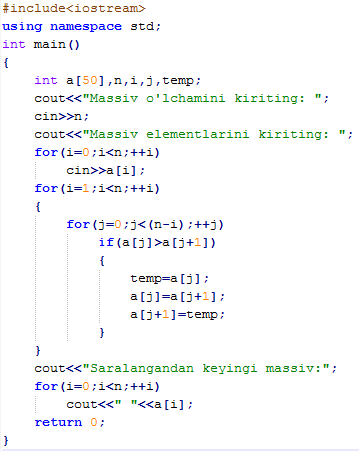 #include<iostream>
using namespace std;
int main()
{
    int a[50],n,i,j,temp;
    cout<<"Massiv o'lchamini kiriting: ";
    cin>>n;
    cout<<"Massiv elementlarini kiriting: ";
    for(i=0;i<n;++i)
        cin>>a[i];
    for(i=1;i<n;++i)
    {
        for(j=0;j<(n-i);++j)
            if(a[j]>a[j+1])
            {
                temp=a[j];
                a[j]=a[j+1];
                a[j+1]=temp;
            }
    }
    cout<<"Saralangandan keyingi massiv:";
    for(i=0;i<n;++i)
        cout<<" "<<a[i];
    return 0;
}